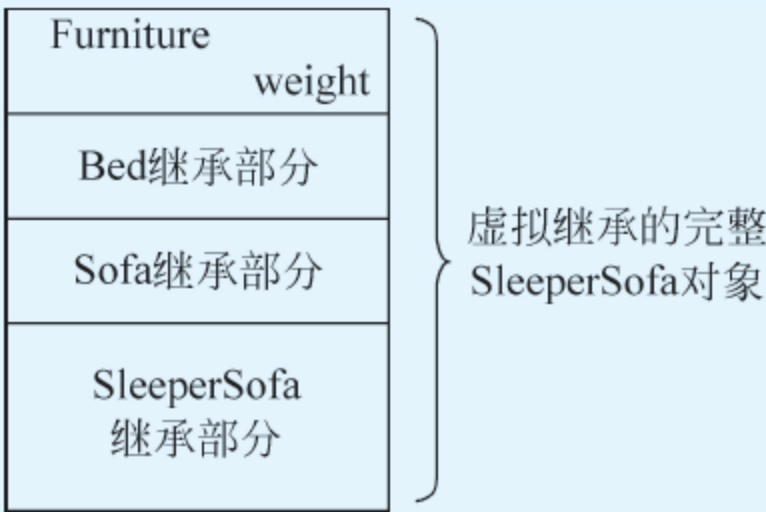 Furniture
weight
Bed继承部分
Sofa继承部分
SleeperSofa
继承部分
虚拟继承的完整
SleeperSofa对象